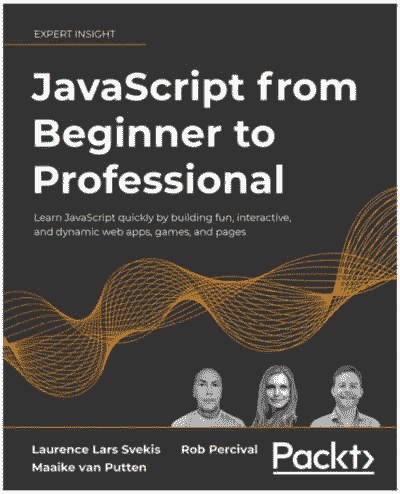 EXPERT INSIGHT
JavaScript from
Beginner to
Professional
Learn JavaScript quickly by building fun, interactive,
and dynamic web apps, games, and pages
Laurence Lars Svekis Rob Percival
Maaike van Putten
Packt>